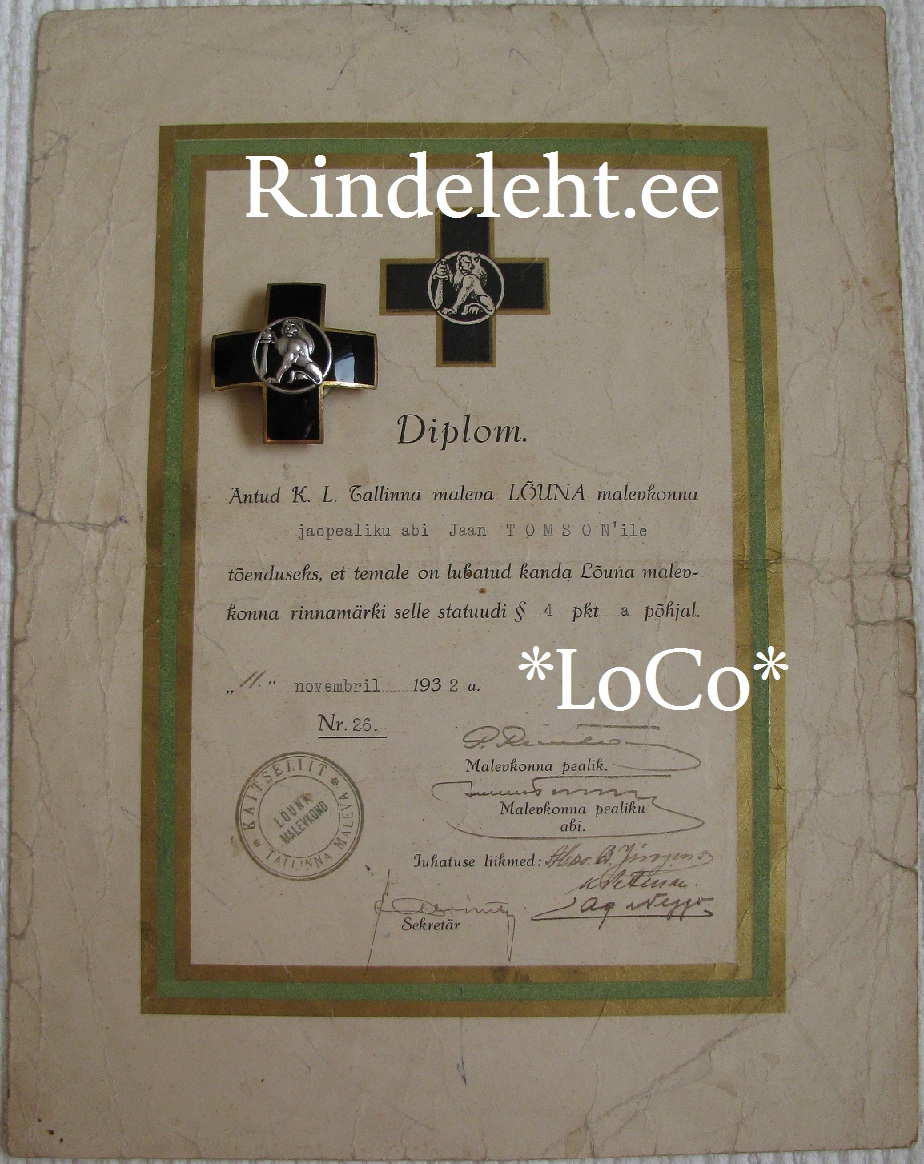 Rindeleht.ee
Diplom.
Antud K. L. Tallinna maleva LÕUNA malevkonna
jaopealiku abi Jaan TOMSON'ile
tõenduseks, et temale on lubatud kanda Lõuna malev-
konna rinnamärki selle statuudi § 4 pkt a põhjal.
*LoCo*
„11.“ novembril 1932 a.
Nr. 26.
Malevkonna pealik.
Malevkonna pealiku
abi.
KAITSELIIT
LÕUNA
MALEVKOND
TALLINNA MALEV
Juhatuse liikmed:
Sekretär